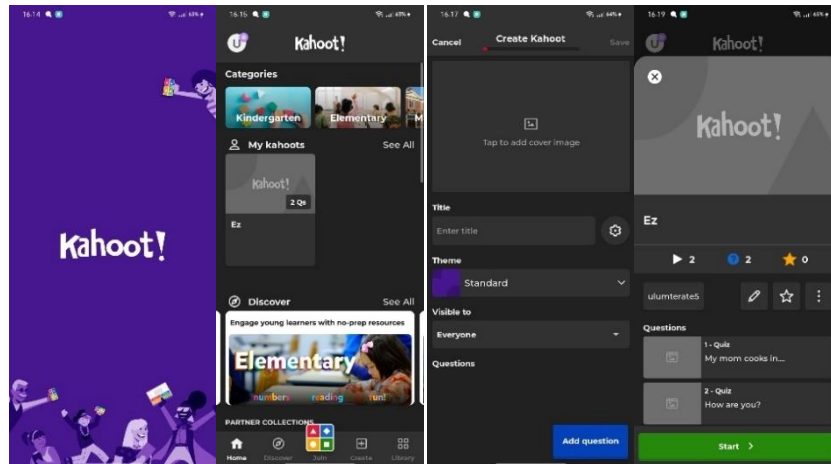 16.14
Kahoot!
16.15
Kahoot!
Categories
Kindergarten
Elementary
My kahoots
See All
Kahoot!
2 Qs
Ez
Discover
See All
Engage young learners with no-prep resources
Elementary
numbers reading fun!
PARTNER COLLECTIONS
Home
Discover
Join
Create
Library
16.17
Cancel
Create Kahoot
Save
Tap to add cover image
Title
Enter title
Theme
Standard
Visible to
Everyone
Questions
Add question
16.19
Kahoot!
Kahoot!
Ez
2
2
0
ulumterate5
Questions
1 - Quiz
My mom cooks in...
2 - Quiz
How are you?
Start